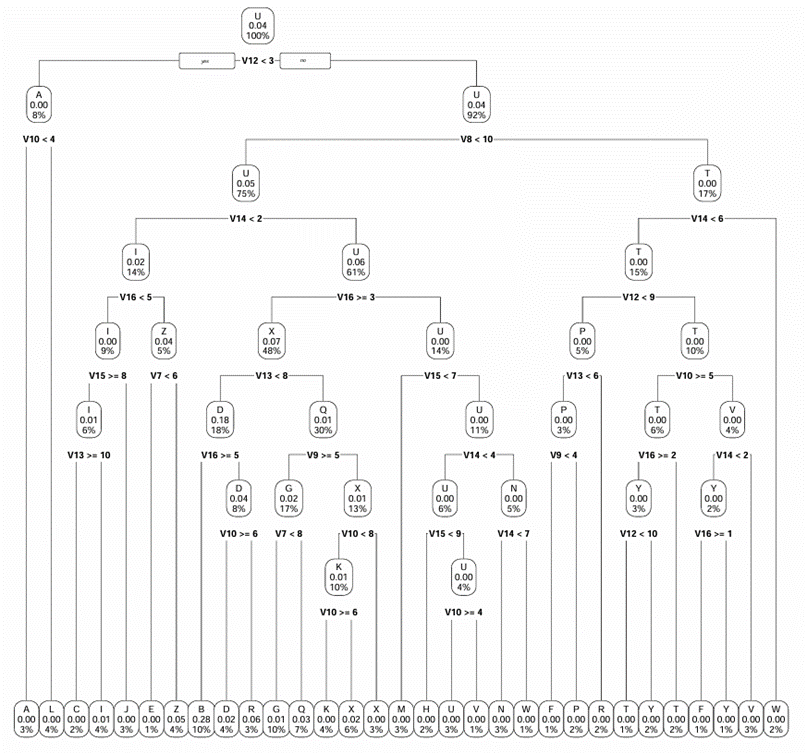 U
0.04
100%
yes V12 < 3 no
A U
0.00 0.04
8% 92%
V10 < 4 V8 < 10
U T
0.05 0.00
75% 17%
V14 < 2 V14 < 6
I U T
0.02 0.06 0.00
14% 61% 15%
V16 < 5 V16 >= 3 V12 < 9
I Z X U P T
0.00 0.04 0.07 0.00 0.00 0.00
9% 5% 48% 14% 5% 10%
V15 >= 8 V7 < 6 V13 < 8 V15 < 7 V13 < 6 V10 >= 5
I D Q U P T V
0.01 0.18 0.01 0.00 0.00 0.00 0.00
6% 18% 30% 11% 3% 6% 4%
V13 >= 10 V16 >= 5 V9 >= 5 V14 < 4 V9 < 4 V16 >= 2 V14 < 2
D G X U N Y Y
0.04 0.02 0.01 0.00 0.00 0.00 0.00
8% 17% 13% 6% 5% 3% 2%
V10 >= 6 V7 < 8 V10 < 8 V15 < 9 V14 < 7 V12 < 10 V16 >= 1
K U
0.01 0.00
10% 4%
V10 >= 6 V10 >= 4
A L C I J E Z B D R G Q K X X M H U V N W F P R T Y T F Y V W
0.00 0.00 0.00 0.01 0.00 0.00 0.05 0.28 0.02 0.06 0.01 0.03 0.00 0.02 0.00 0.00 0.00 0.00 0.00 0.00 0.00 0.00 0.00 0.00 0.00 0.00 0.00 0.00 0.00 0.00 0.00
3% 4% 2% 4% 3% 1% 4% 10% 4% 3% 10% 7% 4% 6% 3% 3% 2% 3% 1% 3% 1% 1% 2% 2% 1% 2% 2% 1% 1% 3% 2%